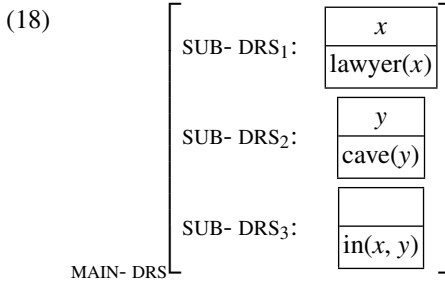 (18)
x
SUB- DRS1:
lawyer(x)
y
SUB- DRS2:
cave(y)
SUB- DRS3:
in(x, y)
MAIN- DRS